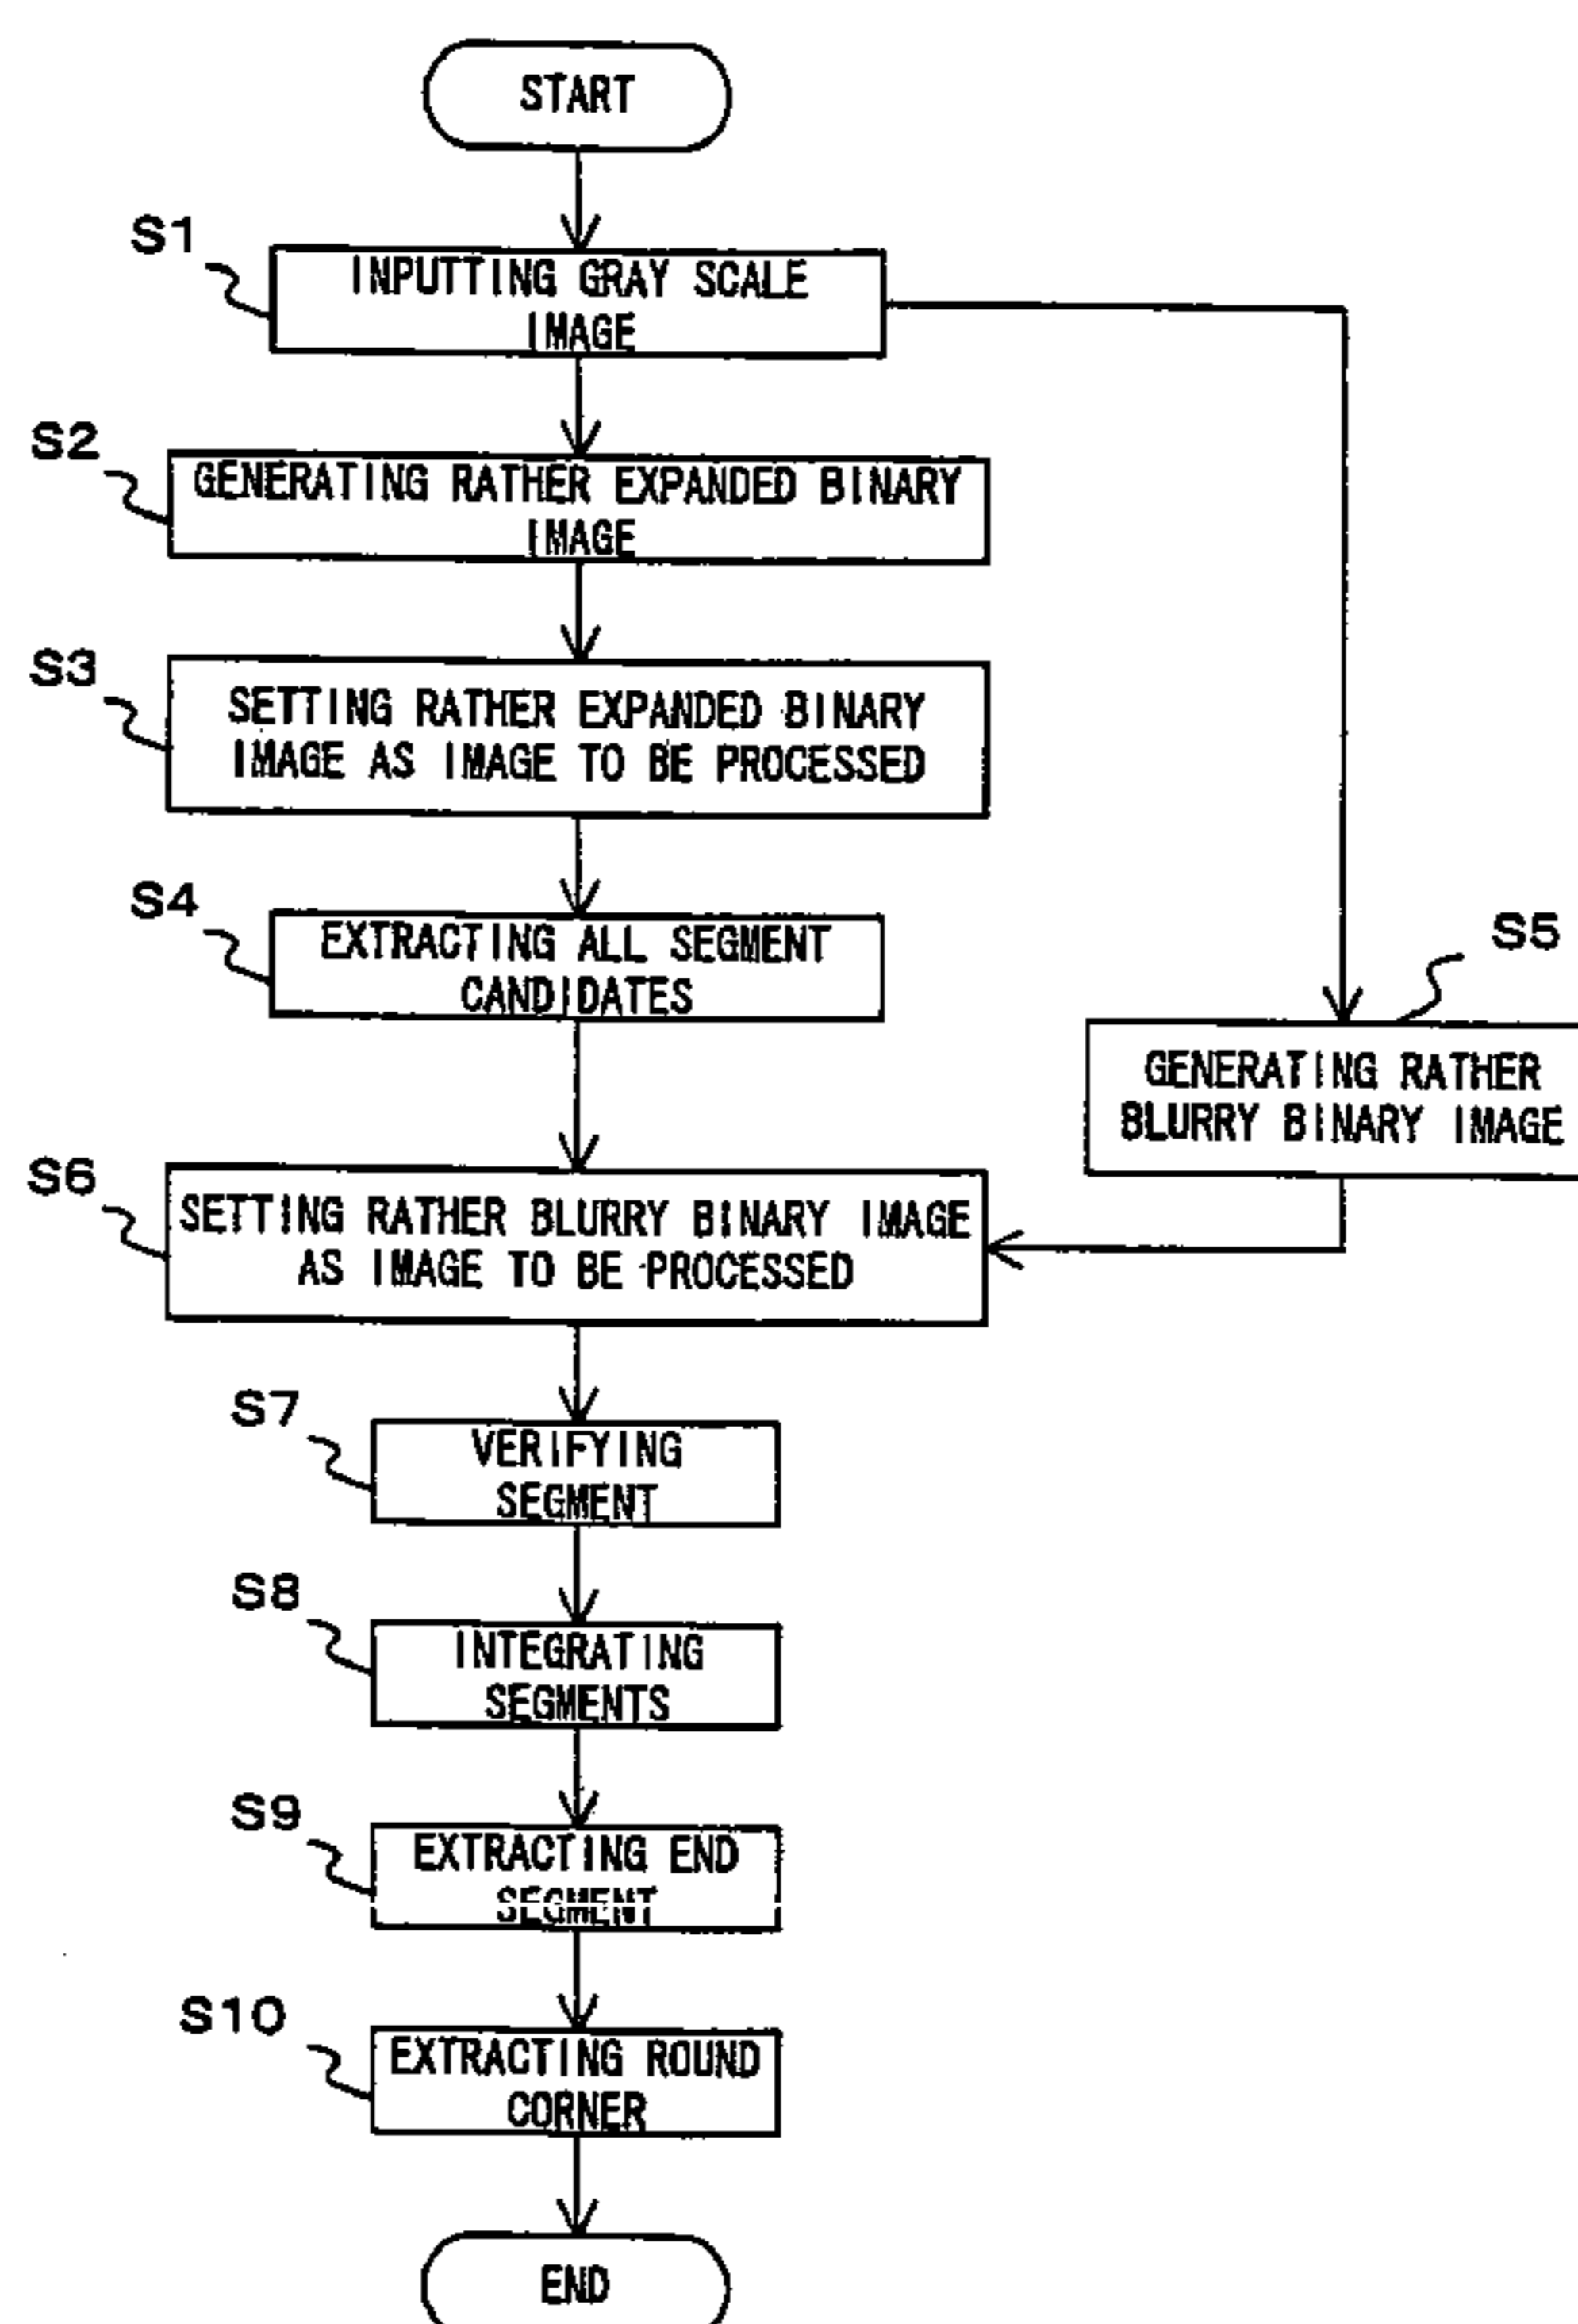 START
S1
INPUTTING GRAY SCALE
IMAGE
S2
GENERATING RATHER EXPANDED BINARY
IMAGE
S3
SETTING RATHER EXPANDED BINARY
IMAGE AS IMAGE TO BE PROCESSED
S4
EXTRACTING ALL SEGMENT
CANDIDATES
S5
GENERATING RATHER
BLURRY BINARY IMAGE
S6
SETTING RATHER BLURRY BINARY IMAGE
AS IMAGE TO BE PROCESSED
S7
VERIFYING
SEGMENT
S8
INTEGRATING
SEGMENTS
S9
EXTRACTING END
SEGMENT
S10
EXTRACTING ROUND
CORNER
END